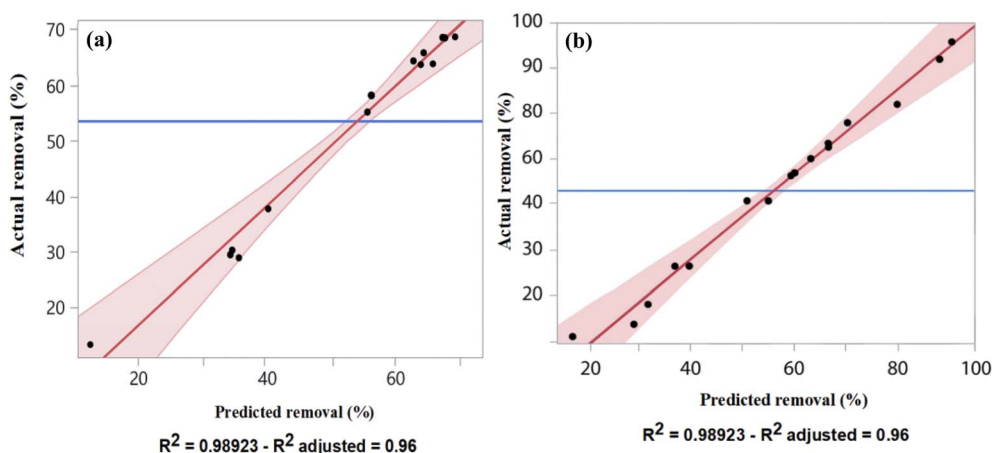 (a)
Actual removal (%)
70
60
50
40
30
20
20
40
60
Predicted removal (%)
R² = 0.98923 - R² adjusted = 0.96
(b)
Actual removal (%)
100
90
80
70
60
40
30
20
20
40
60
80
100
Predicted removal (%)
R² = 0.98923 - R² adjusted = 0.96